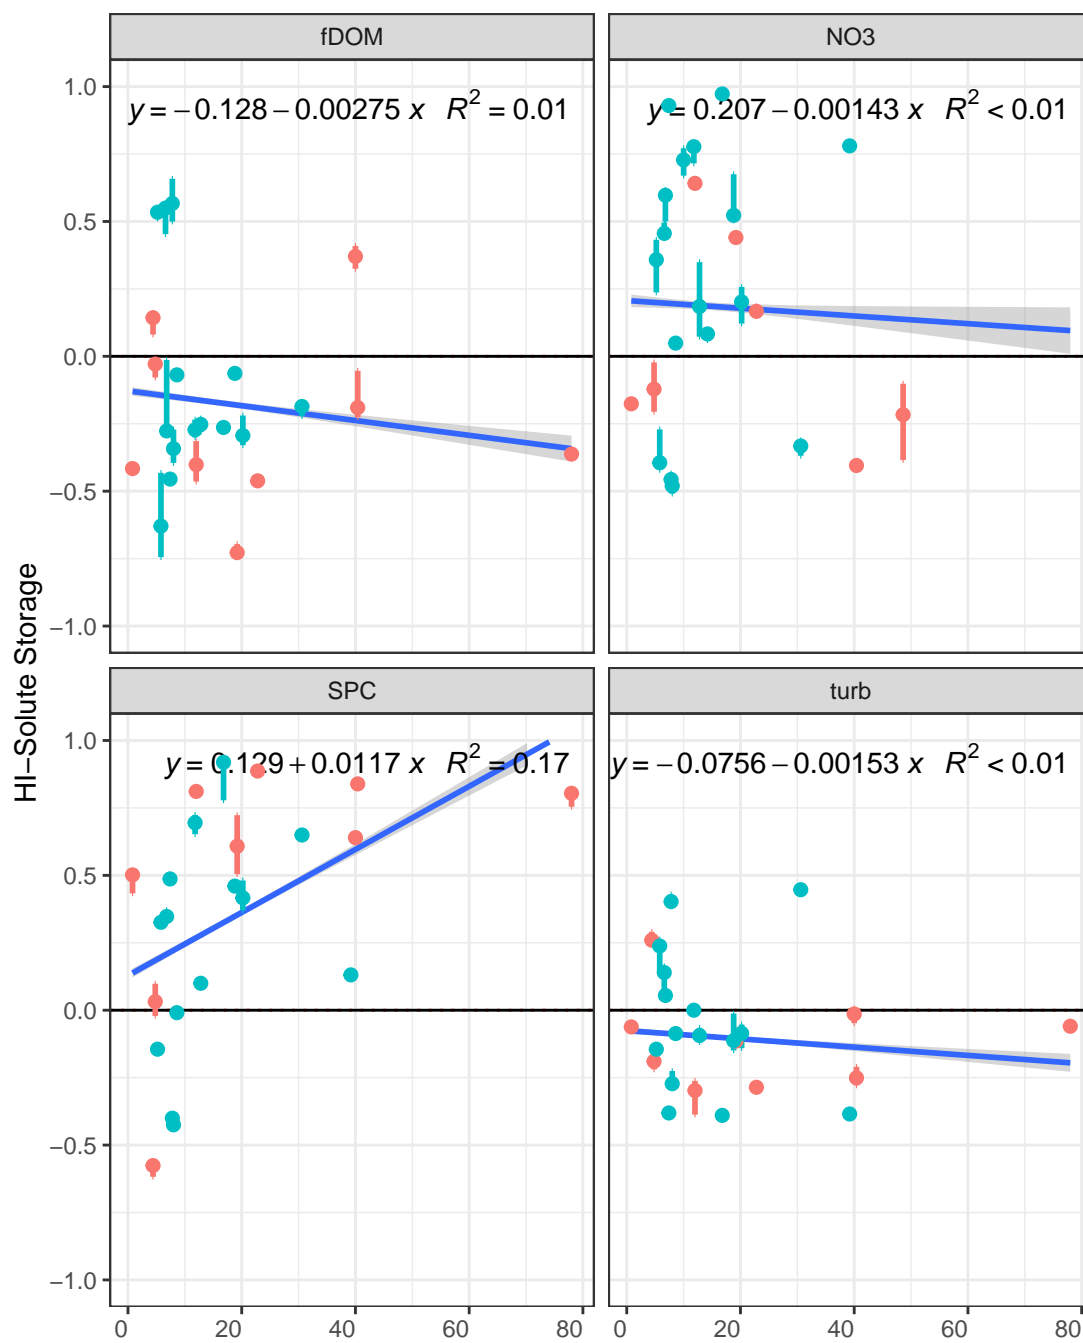 fDOM NO3
1.0
y = −0.128 − 0.00275 x R² = 0.01
y = 0.207 − 0.00143 x R² < 0.01
0.5
0.0
−0.5
−1.0
HI−Solute Storage
SPC turb
1.0
y = 0.129 + 0.0117 x R² = 0.17
y = −0.0756 − 0.00153 x R² < 0.01
0.5
0.0
−0.5
−1.0
0 20 40 60 80 0 20 40 60 80